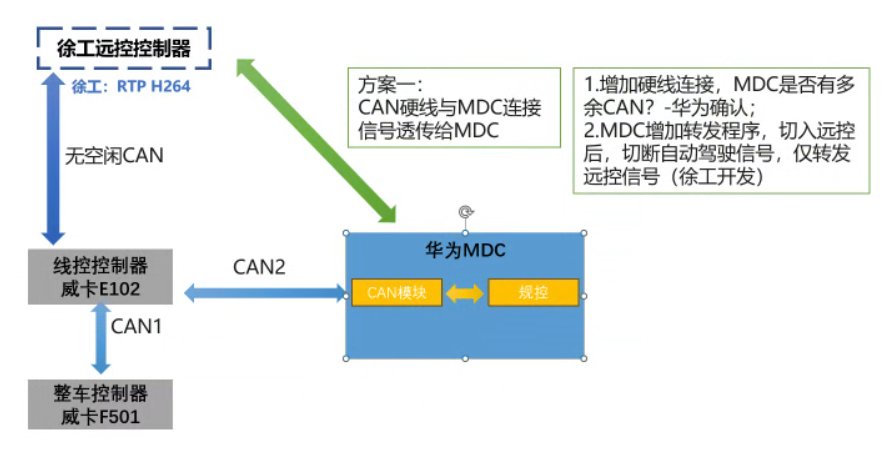 徐工远控控制器
徐工：RTP H264
方案一：
CAN硬线与MDC连接
信号透传给MDC
1.增加硬线连接，MDC是否有多
余CAN？-华为确认；
2.MDC增加转发程序，切入远控
后，切断自动驾驶信号，仅转发
远控信号（徐工开发）
无空闲CAN
华为MDC
线控控制器
威卡E102
CAN2
CAN模块
规控
CAN1
整车控制器
威卡F501